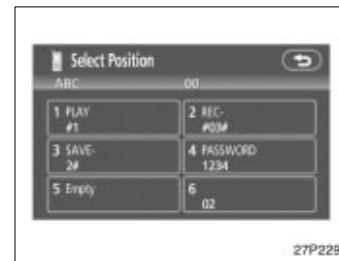 Select Position
ABC 00
1 PLAY
#1
2 REC-
#03#
3 SAVE-
2#
4 PASSWORD
1234
5 Empty
6
02
27P229